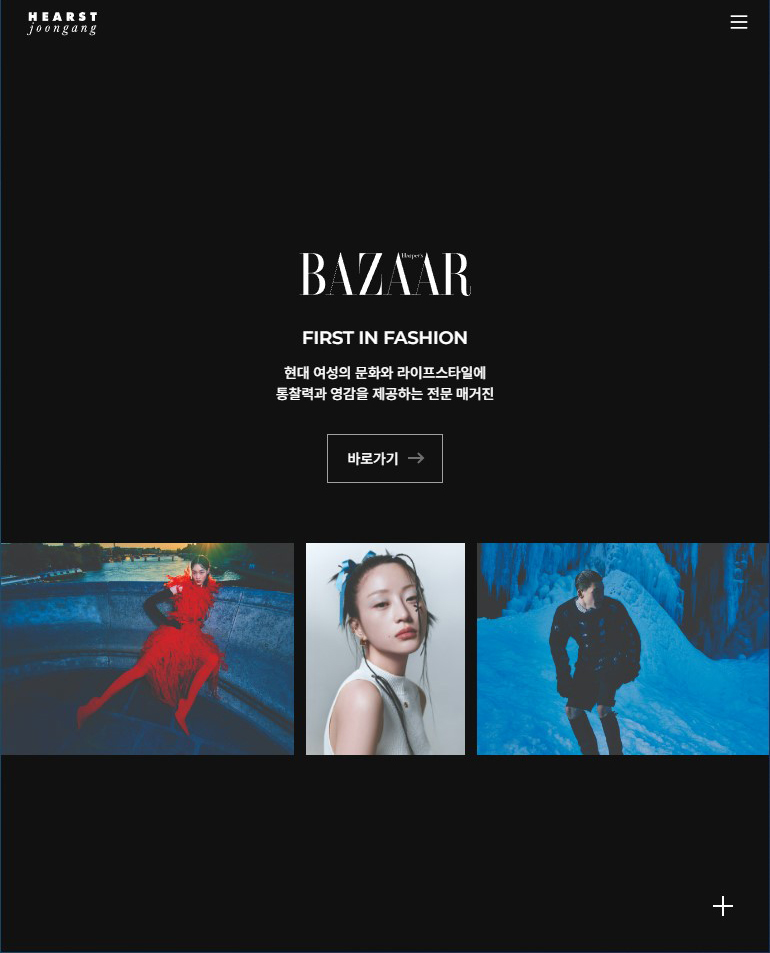 HEARST
joongang
Harper's
BAZAAR
FIRST IN FASHION
현대 여성의 문화와 라이프스타일에
통찰력과 영감을 제공하는 전문 매거진
바로가기